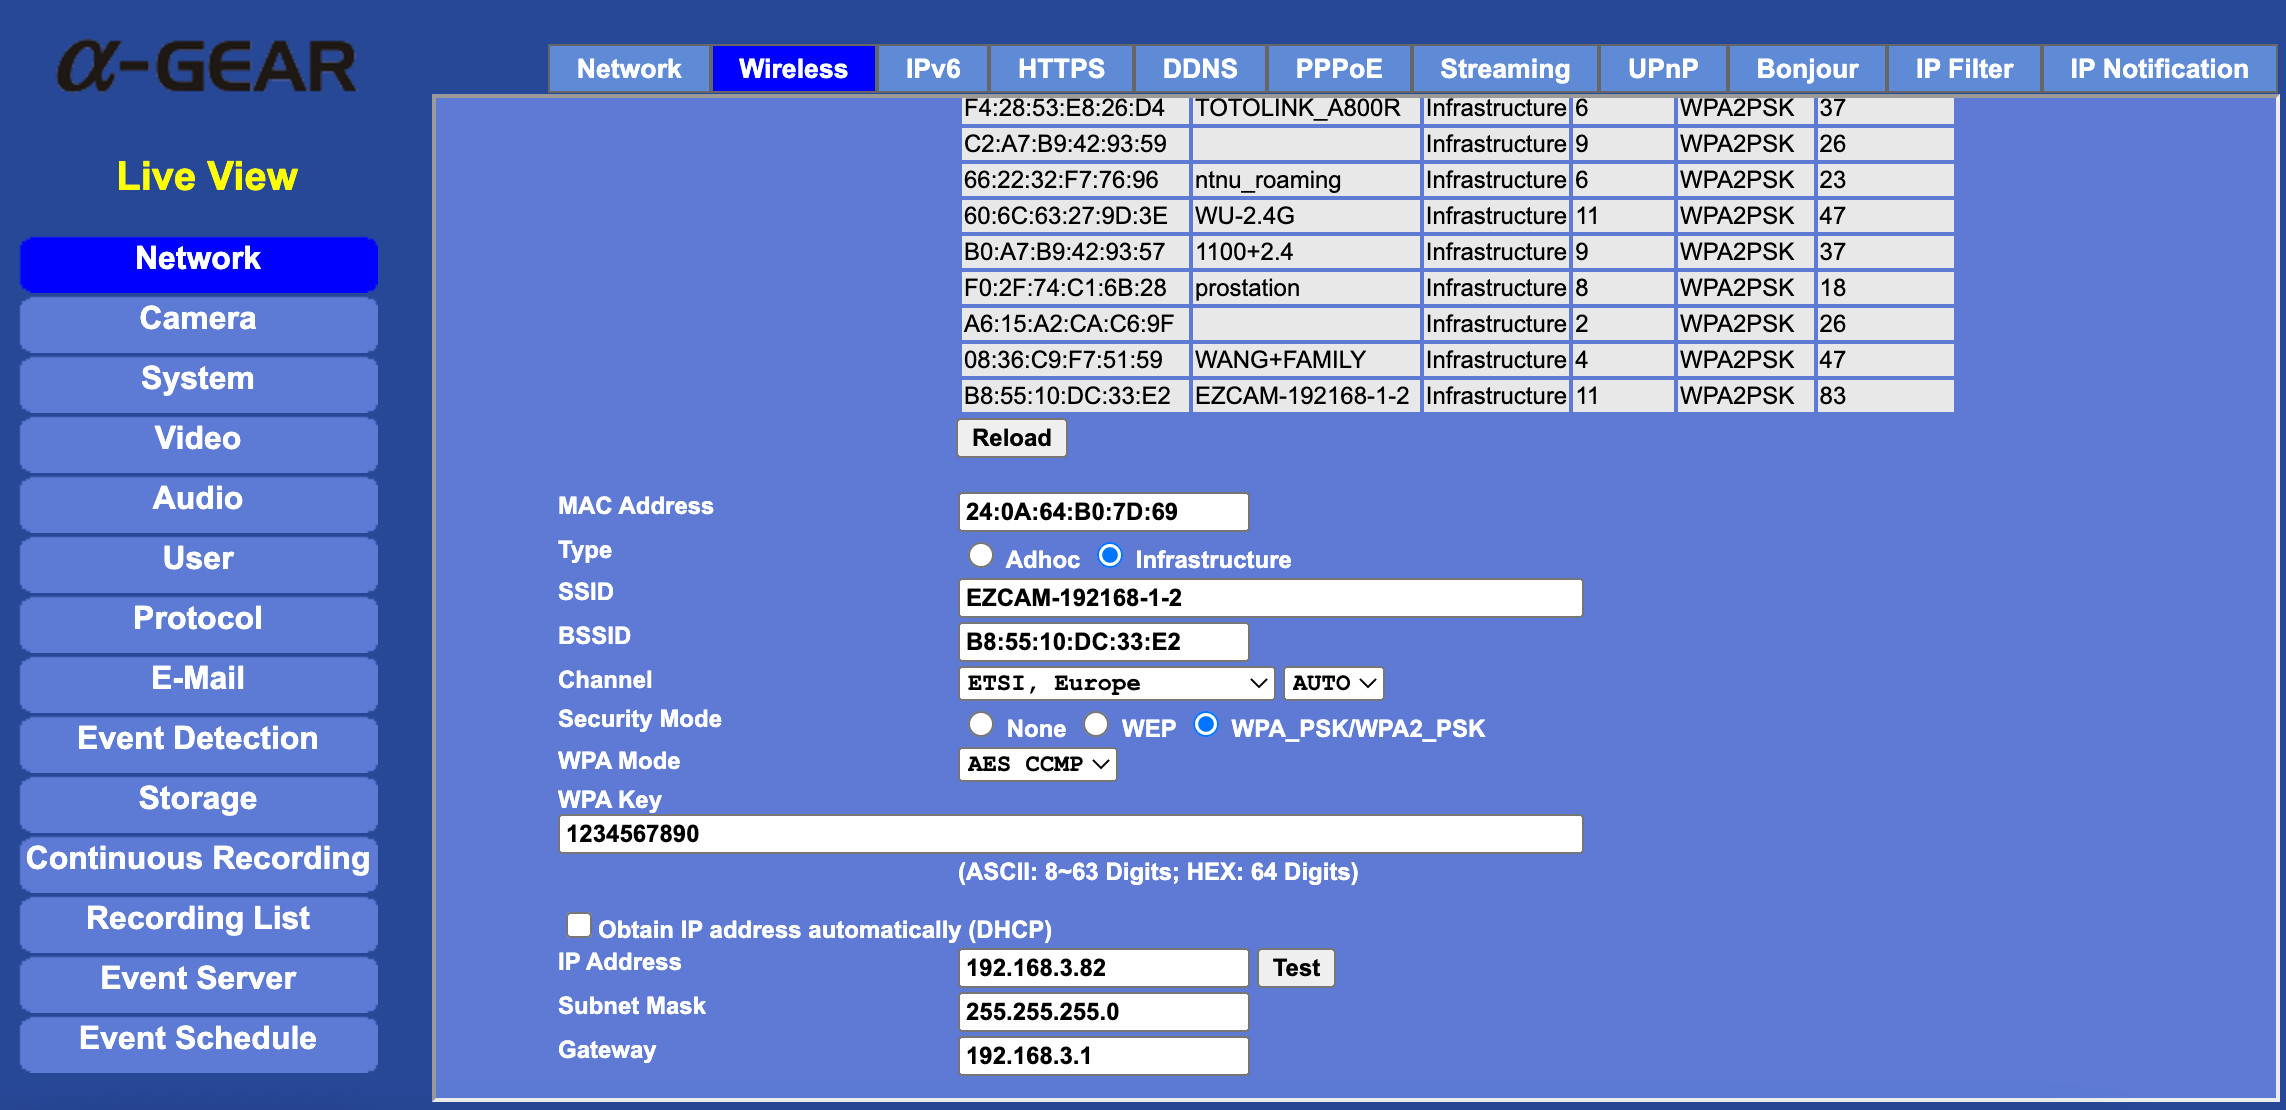 α-GEAR
Network Wireless IPv6 HTTPS DDNS PPPoE Streaming UPnP Bonjour IP Filter IP Notification
Live View
Network
Camera
System
Video
Audio
User
Protocol
E-Mail
Event Detection
Storage
Continuous Recording
Recording List
Event Server
Event Schedule
F4:28:53:E8:26:D4 TOTOLINK_A800R Infrastructure 6 WPA2PSK 37
C2:A7:B9:42:93:59 Infrastructure 9 WPA2PSK 26
66:22:32:F7:76:96 ntnu_roaming Infrastructure 6 WPA2PSK 23
60:6C:63:27:9D:3E WU-2.4G Infrastructure 11 WPA2PSK 47
B0:A7:B9:42:93:57 1100+2.4 Infrastructure 9 WPA2PSK 37
F0:2F:74:C1:6B:28 prostation Infrastructure 8 WPA2PSK 18
A6:15:A2:CA:C6:9F Infrastructure 2 WPA2PSK 26
08:36:C9:F7:51:59 WANG+FAMILY Infrastructure 4 WPA2PSK 47
B8:55:10:DC:33:E2 EZCAM-192168-1-2 Infrastructure 11 WPA2PSK 83
Reload
MAC Address 24:0A:64:B0:7D:69
Type Adhoc Infrastructure
SSID EZCAM-192168-1-2
BSSID B8:55:10:DC:33:E2
Channel ETSI, Europe AUTO
Security Mode None WEP WPA_PSK/WPA2_PSK
WPA Mode AES CCMP
WPA Key
1234567890
(ASCII: 8~63 Digits; HEX: 64 Digits)
Obtain IP address automatically (DHCP)
IP Address 192.168.3.82 Test
Subnet Mask 255.255.255.0
Gateway 192.168.3.1